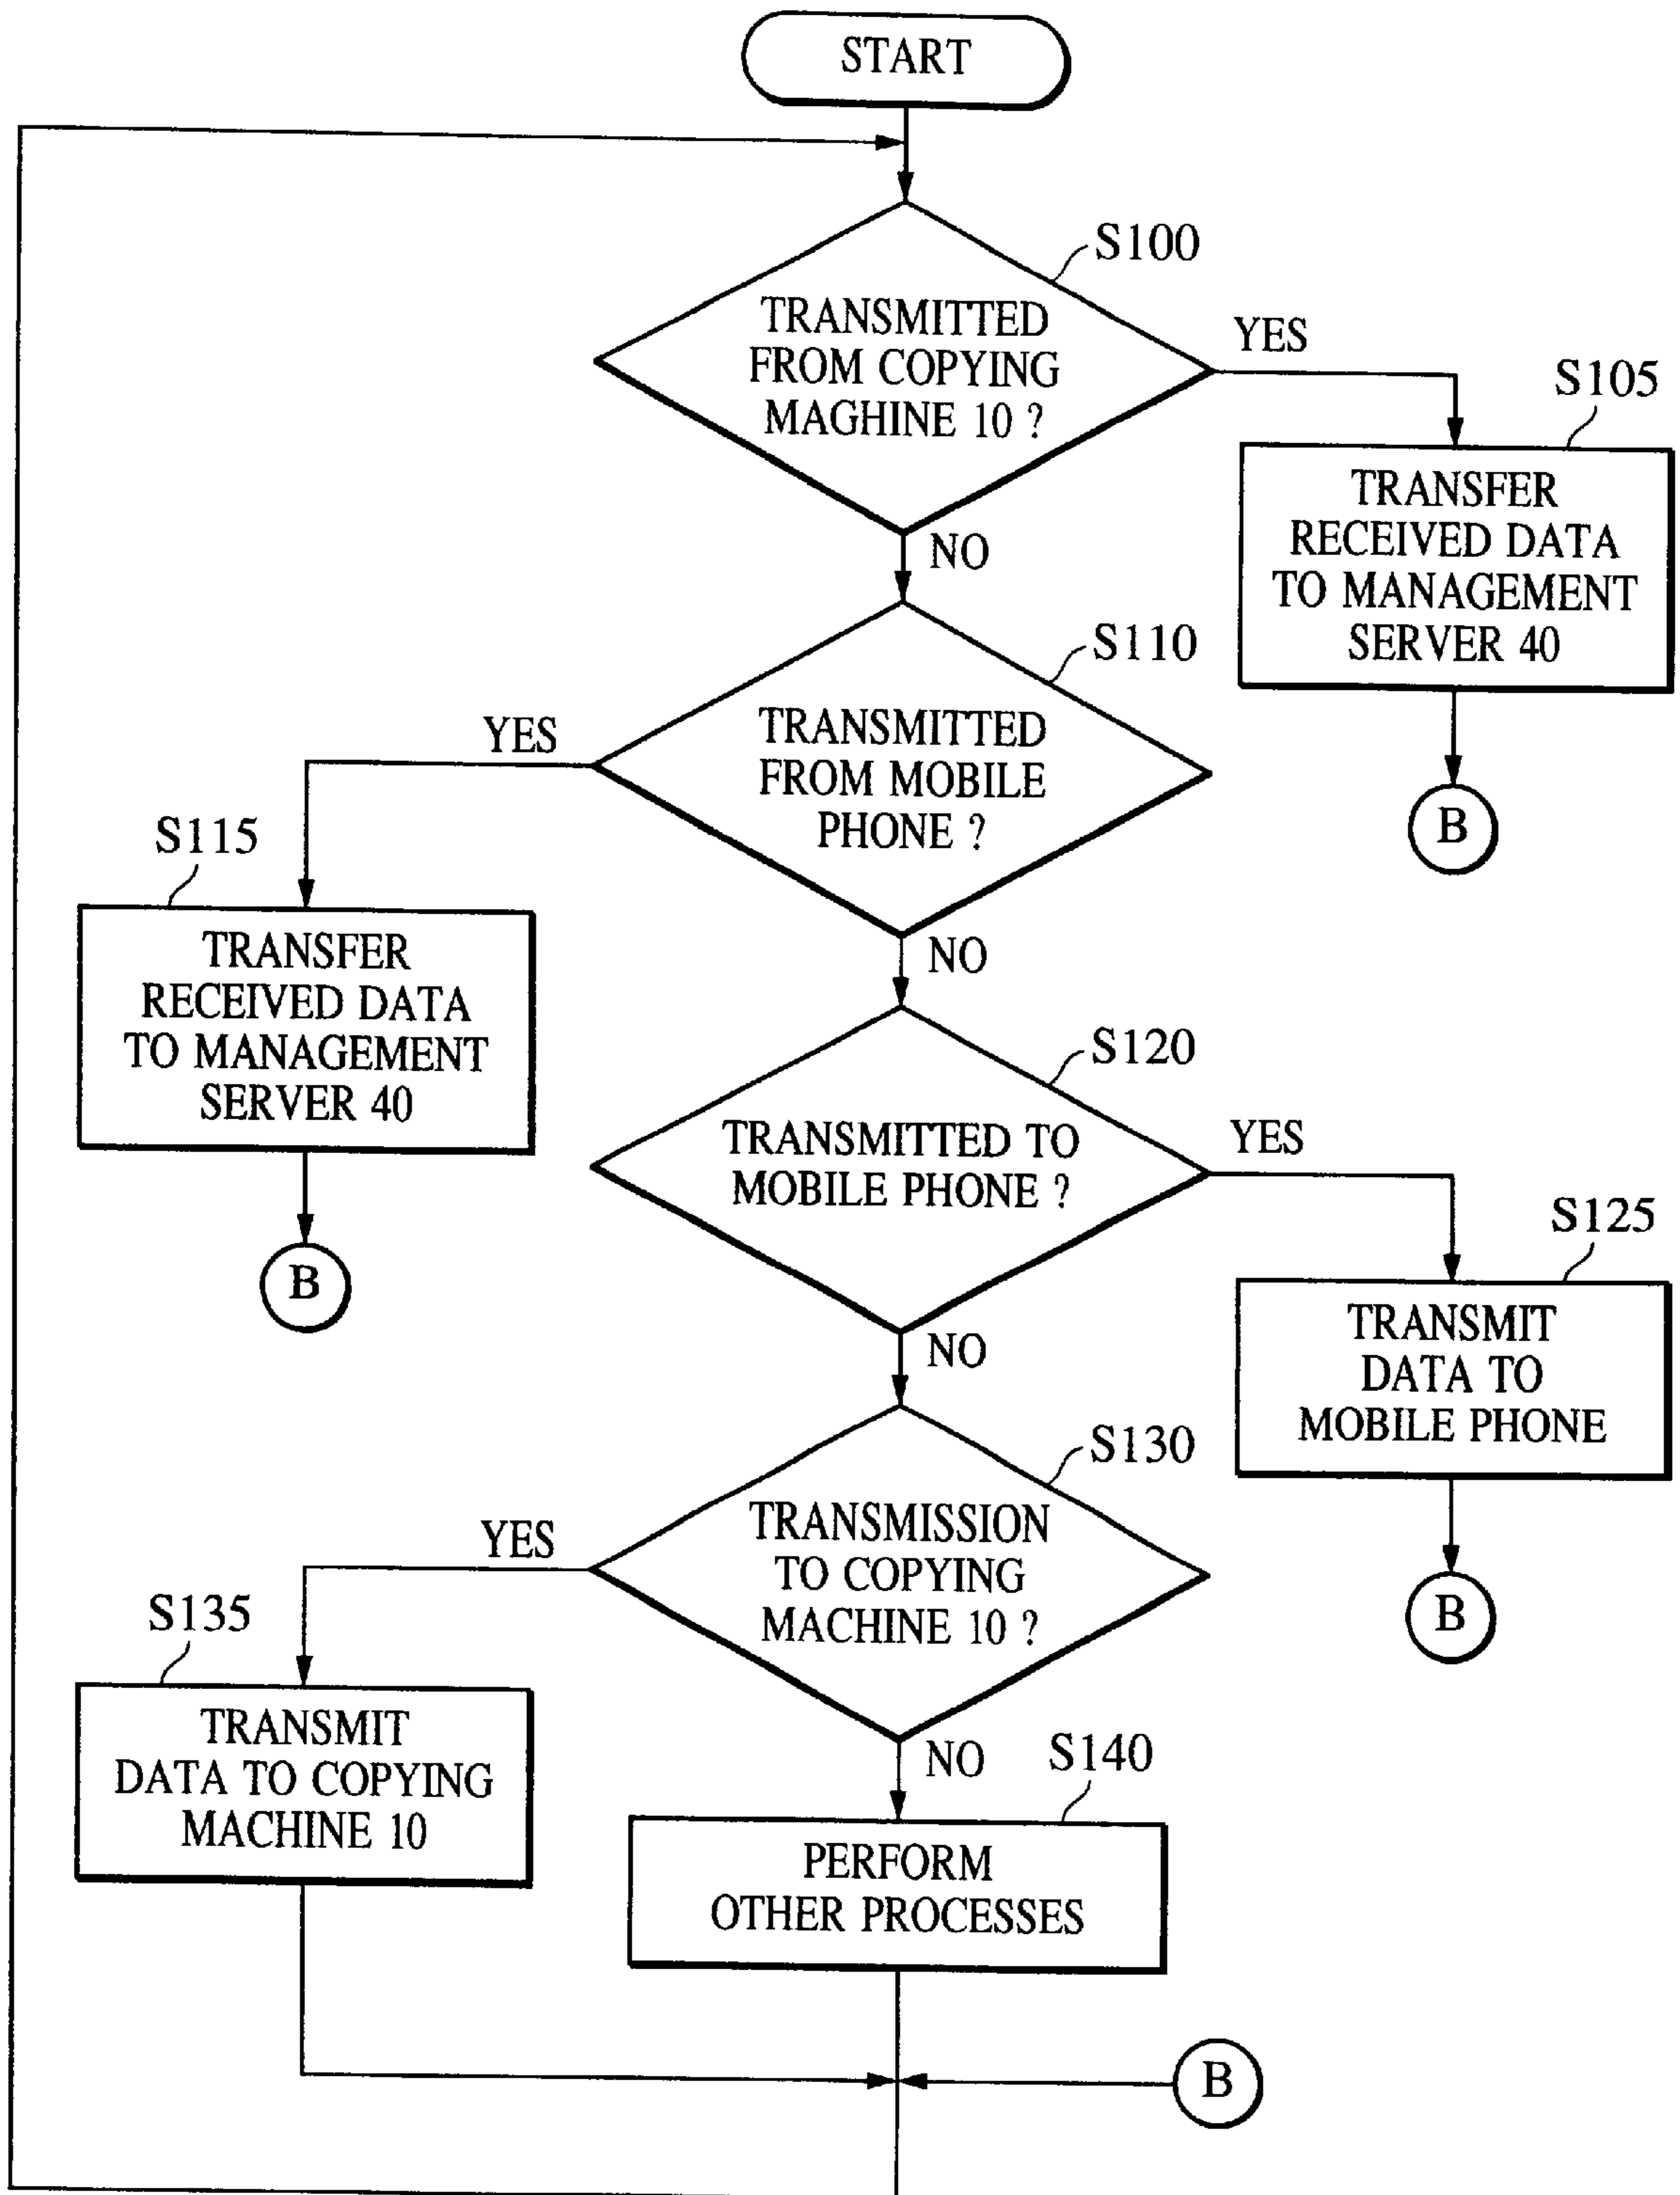 START
S100
TRANSMITTED
FROM COPYING
MAGHINE 10 ?
YES
S105
TRANSFER
RECEIVED DATA
TO MANAGEMENT
SERVER 40
NO
B
S110
TRANSMITTED
FROM MOBILE
PHONE ?
YES
S115
TRANSFER
RECEIVED DATA
TO MANAGEMENT
SERVER 40
NO
B
S120
TRANSMITTED TO
MOBILE PHONE ?
YES
S125
TRANSMIT
DATA TO
MOBILE PHONE
NO
B
S130
TRANSMISSION
TO COPYING
MACHINE 10 ?
YES
S135
TRANSMIT
DATA TO COPYING
MACHINE 10
NO
S140
PERFORM
OTHER PROCESSES
B